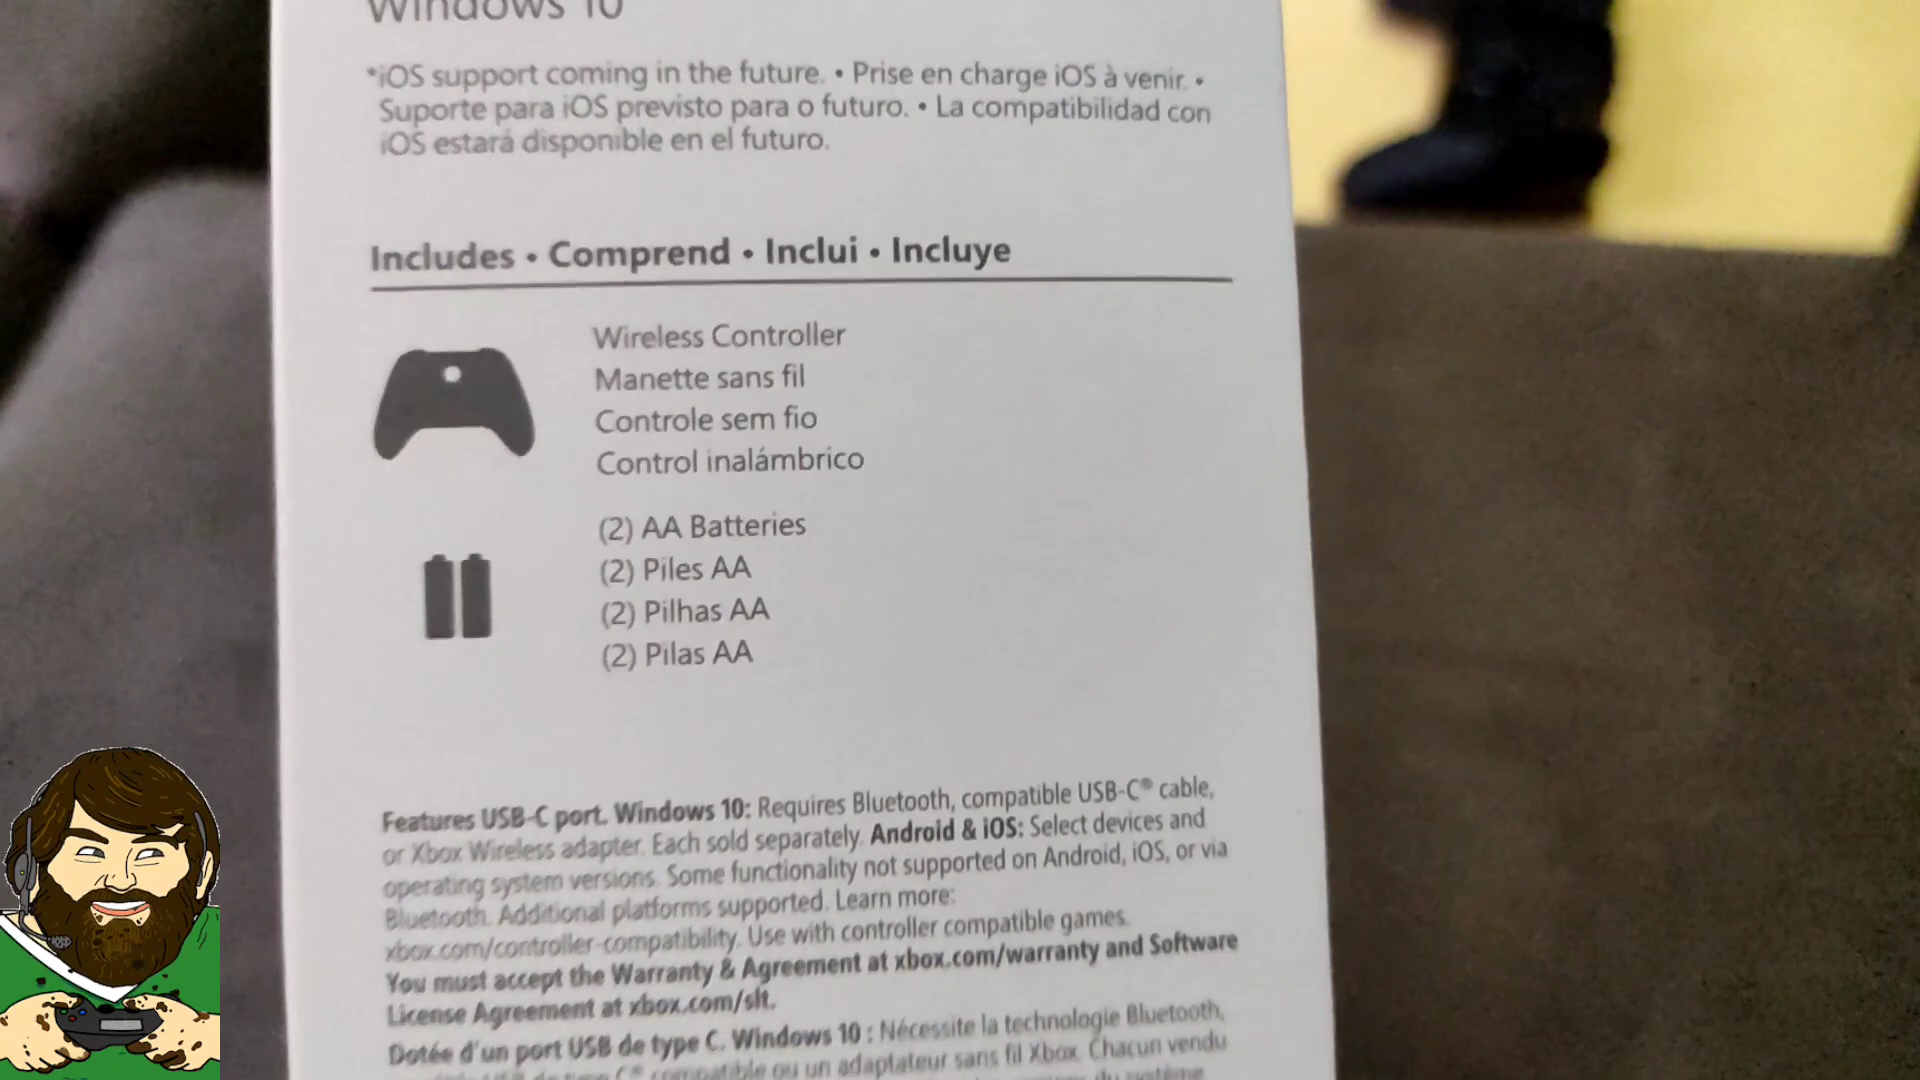 Windows 10
*iOS support coming in the future. • Prise en charge iOS à venir. •
Suporte para iOS previsto para o futuro. • La compatibilidad con
iOS estará disponible en el futuro.
Includes • Comprend • Inclui • Incluye
Wireless Controller
Manette sans fil
Controle sem fio
Control inalámbrico
(2) AA Batteries
(2) Piles AA
(2) Pilhas AA
(2) Pilas AA
Features USB-C port. Windows 10: Requires Bluetooth, compatible USB-C® cable,
or Xbox Wireless adapter. Each sold separately. Android & iOS: Select devices and
operating system versions. Some functionality not supported on Android, iOS, or via
Bluetooth. Additional platforms supported. Learn more:
xbox.com/controller-compatibility. Use with controller compatible games.
You must accept the Warranty & Agreement at xbox.com/warranty and Software
License Agreement at xbox.com/slt.
Dotée d'un port USB de type C. Windows 10 : Nécessite la technologie Bluetooth,
compatible ou un adaptateur sans fil Xbox. Chacun vendu